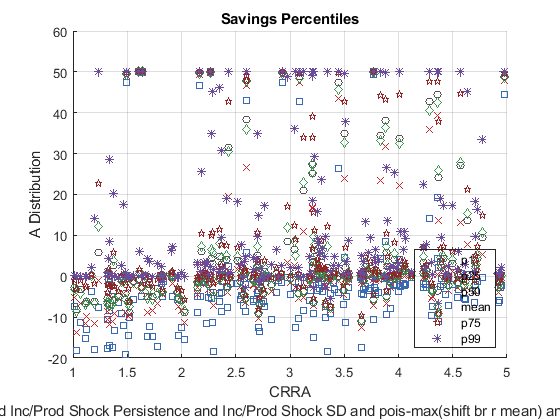 Savings Percentiles
A Distribution
60
50
40
30
20
10
0
-10
-20
1
1.5
2
2.5
3
3.5
4
4.5
5
mean
p75
p99
CRRA
d Inc/Prod Shock Persistence and Inc/Prod Shock SD and pois-max(shift br r mean) an